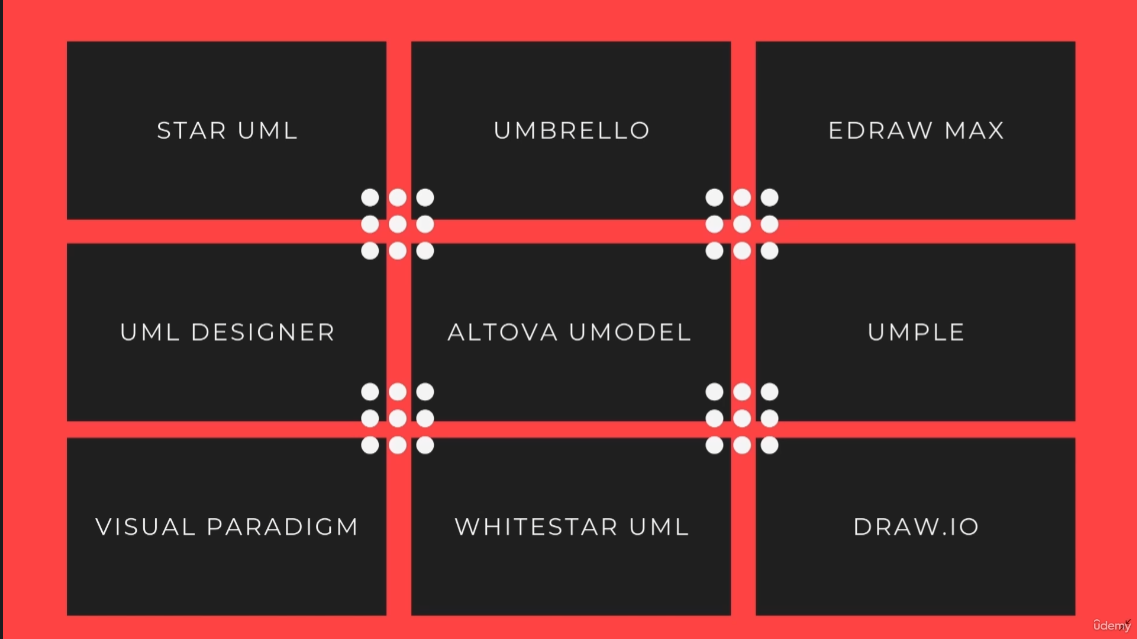 STAR UML
UMBRELLO
EDRAW MAX
UML DESIGNER
ALTOVA UMODEL
UMPLE
VISUAL PARADIGM
WHITESTAR UML
DRAW.IO
ûdemy